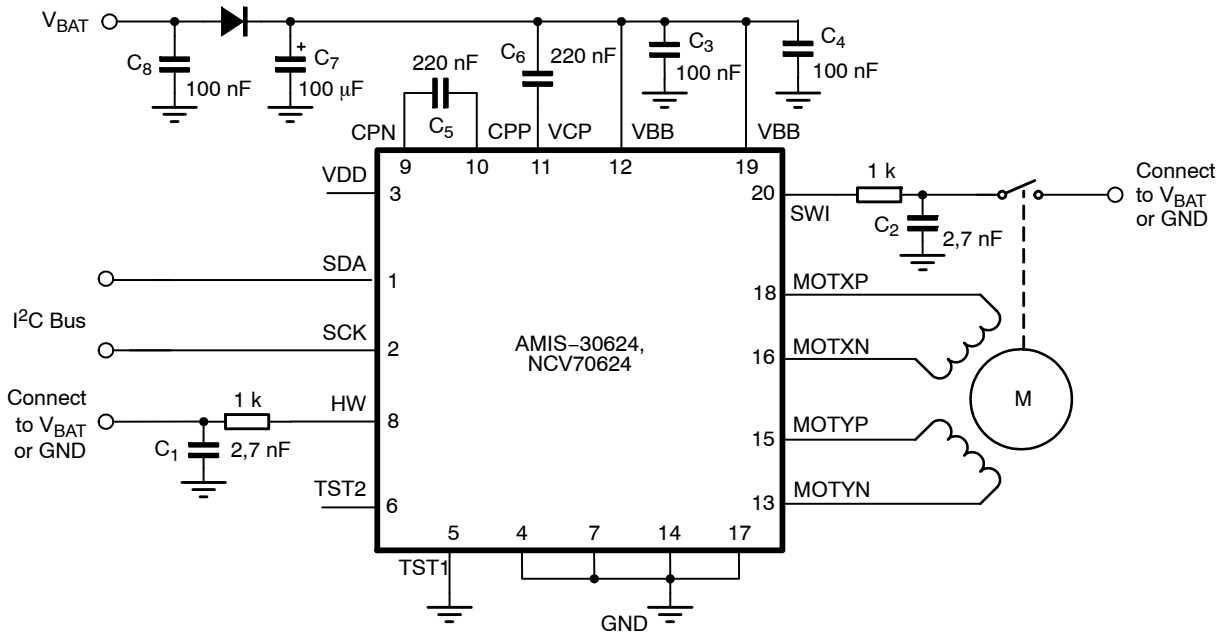 VBAT
C8
100 nF
+
C7
100 μF
220 nF
C5
C6
220 nF
C3
100 nF
C4
100 nF
CPN
CPP
VCP
VBB
VBB
9
10
11
12
19
VDD
3
20
SWI
1 k
C2
2,7 nF
Connect
to VBAT
or GND
SDA
1
I2C Bus
SCK
2
AMIS−30624,
NCV70624
MOTXP
18
MOTXN
16
M
Connect
to VBAT
or GND
1 k
HW
8
C1
2,7 nF
MOTYP
15
MOTYN
13
TST2
6
5
4
7
14
17
TST1
GND